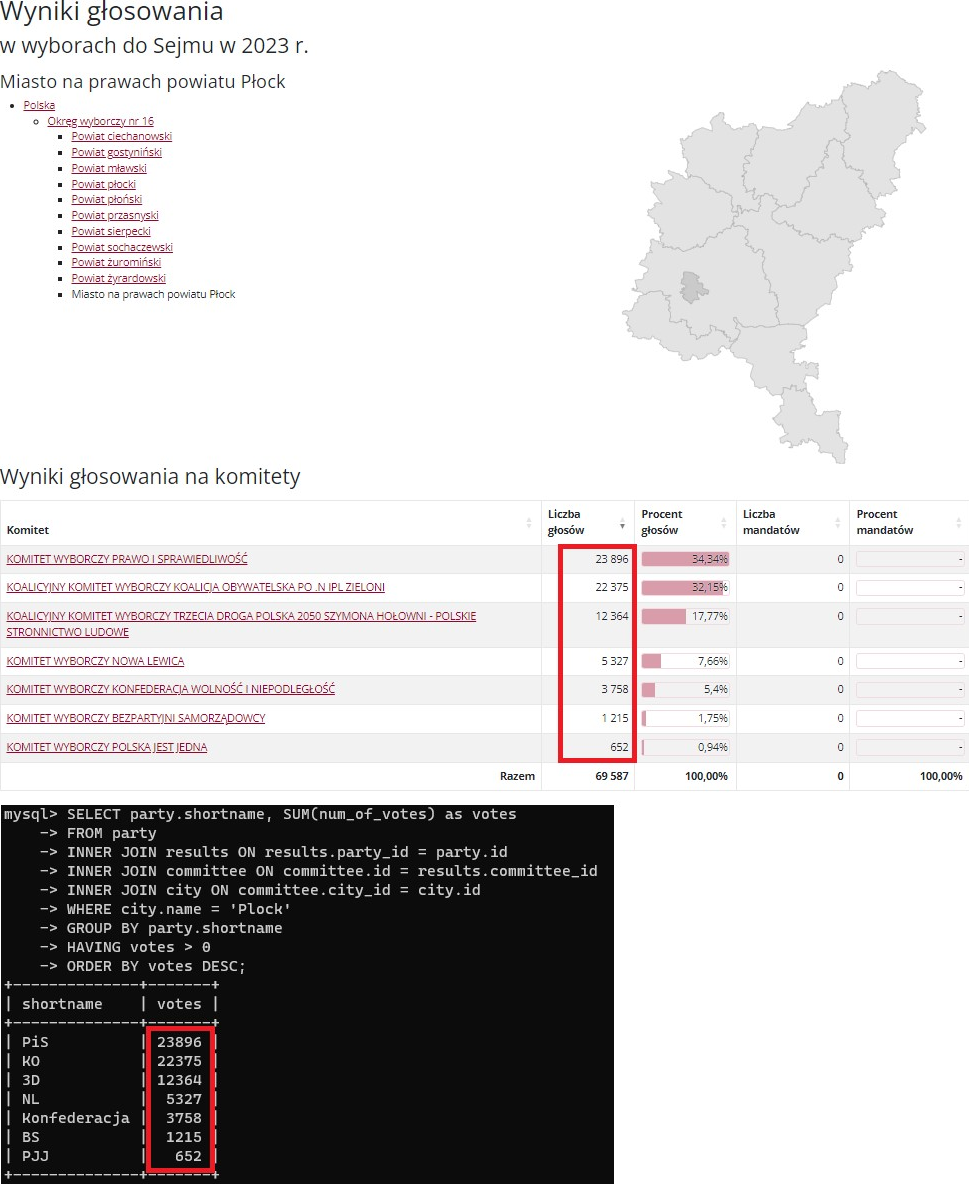 Wyniki głosowania
w wyborach do Sejmu w 2023 r.
Miasto na prawach powiatu Płock
Polska
Okręg wyborczy nr 16
Powiat ciechanowski
Powiat gostyniński
Powiat mławski
Powiat płocki
Powiat płoński
Powiat przasnyski
Powiat sierpecki
Powiat sochaczewski
Powiat żuromiński
Powiat żyrardowski
Miasto na prawach powiatu Płock
Wyniki głosowania na komitety
Komitet Liczba głosów Procent głosów Liczba mandatów Procent mandatów
KOMITET WYBORCZY PRAWO I SPRAWIEDLIWOŚĆ 23 896 34,34% 0 -
KOALICYJNY KOMITET WYBORCZY KOALICJA OBYWATELSKA PO .N IPL ZIELONI 22 375 32,15% 0 -
KOALICYJNY KOMITET WYBORCZY TRZECIA DROGA POLSKA 2050 SZYMONA HOŁOWNI - POLSKIE 12 364 17,77% 0 -
STRONNICTWO LUDOWE
KOMITET WYBORCZY NOWA LEWICA 5 327 7,66% 0 -
KOMITET WYBORCZY KONFEDERACJA WOLNOŚĆ I NIEPODLEGŁOŚĆ 3 758 5,4% 0 -
KOMITET WYBORCZY BEZPARTYJNI SAMORZĄDOWCY 1 215 1,75% 0 -
KOMITET WYBORCZY POLSKA JEST JEDNA 652 0,94% 0 -
Razem 69 587 100,00% 0 100,00%
mysql> SELECT party.shortname, SUM(num_of_votes) as votes
-> FROM party
-> INNER JOIN results ON results.party_id = party.id
-> INNER JOIN committee ON committee.id = results.committee_id
-> INNER JOIN city ON committee.city_id = city.id
-> WHERE city.name = 'Plock'
-> GROUP BY party.shortname
-> HAVING votes > 0
-> ORDER BY votes DESC;
+--------------+-------+
| shortname | votes |
+--------------+-------+
| PiS | 23896 |
| KO | 22375 |
| 3D | 12364 |
| NL | 5327 |
| Konfederacja | 3758 |
| BS | 1215 |
| PJJ | 652 |
+--------------+-------+